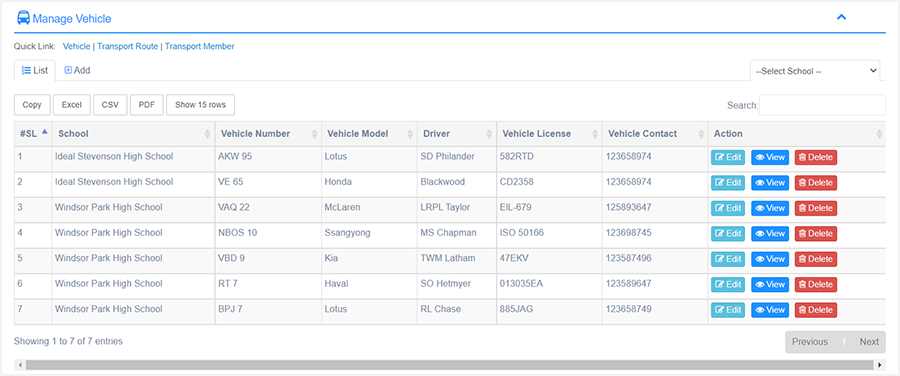 Manage Vehicle
Quick Link: Vehicle | Transport Route | Transport Member
List Add --Select School --
Copy Excel CSV PDF Show 15 rows Search:
#SL School Vehicle Number Vehicle Model Driver Vehicle License Vehicle Contact Action
1 Ideal Stevenson High School AKW 95 Lotus SD Philander 582RTD 123658974 Edit View Delete
2 Ideal Stevenson High School VE 65 Honda Blackwood CD2358 123658974 Edit View Delete
3 Windsor Park High School VAQ 22 McLaren LRPL Taylor EIL-679 125893647 Edit View Delete
4 Windsor Park High School NBOS 10 Ssangyong MS Chapman ISO 50166 123698745 Edit View Delete
5 Windsor Park High School VBD 9 Kia TWM Latham 47EKV 123587496 Edit View Delete
6 Windsor Park High School RT 7 Haval SO Hetmyer 013035EA 123589647 Edit View Delete
7 Windsor Park High School BPJ 7 Lotus RL Chase 885JAG 123658749 Edit View Delete
Showing 1 to 7 of 7 entries Previous 1 Next